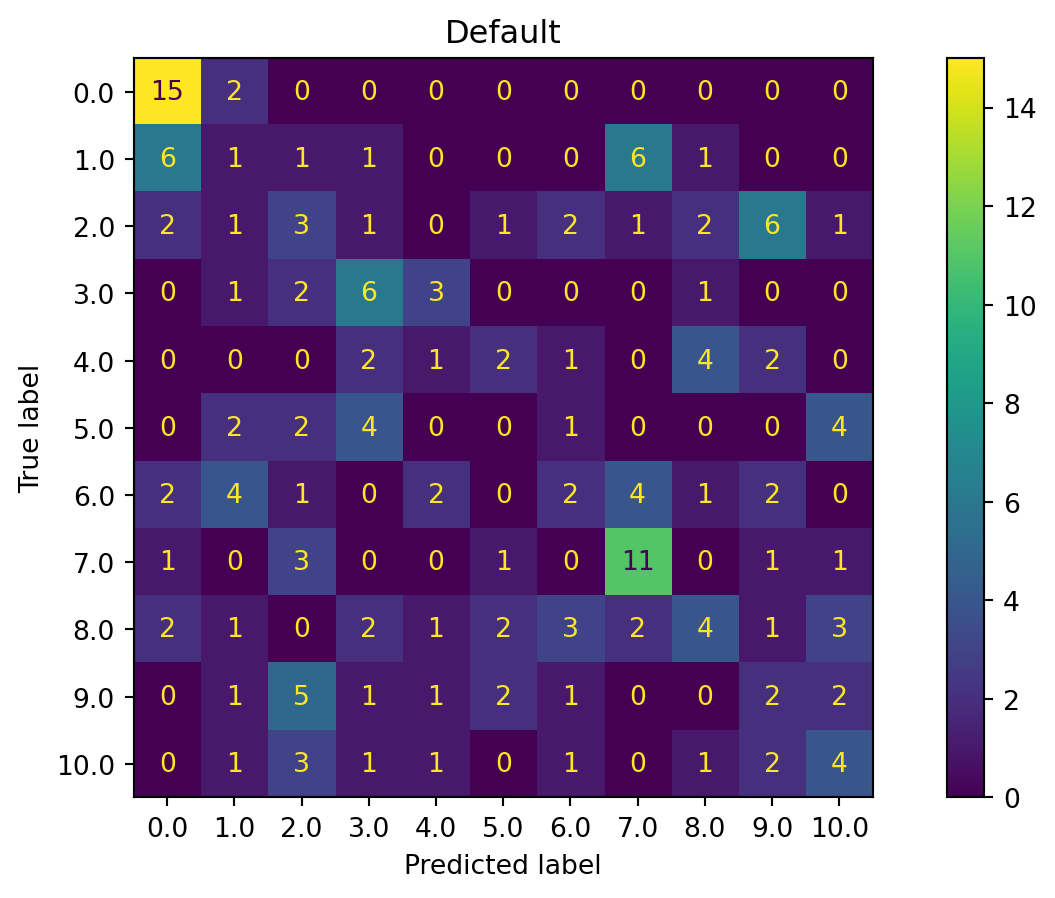 Default
0.0 15 2 0 0 0 0 0 0 0 0 0
1.0 6 1 1 1 0 0 0 6 1 0 0
2.0 2 1 3 1 0 1 2 1 2 6 1
3.0 0 1 2 6 3 0 0 0 1 0 0
4.0 0 0 0 2 1 2 1 0 4 2 0
5.0 0 2 2 4 0 0 1 0 0 0 4
6.0 2 4 1 0 2 0 2 4 1 2 0
7.0 1 0 3 0 0 1 0 11 0 1 1
8.0 2 1 0 2 1 2 3 2 4 1 3
9.0 0 1 5 1 1 2 1 0 0 2 2
10.0 0 1 3 1 1 0 1 0 1 2 4
0.0 1.0 2.0 3.0 4.0 5.0 6.0 7.0 8.0 9.0 10.0
Predicted label
True label
14
12
10
8
6
4
2
0